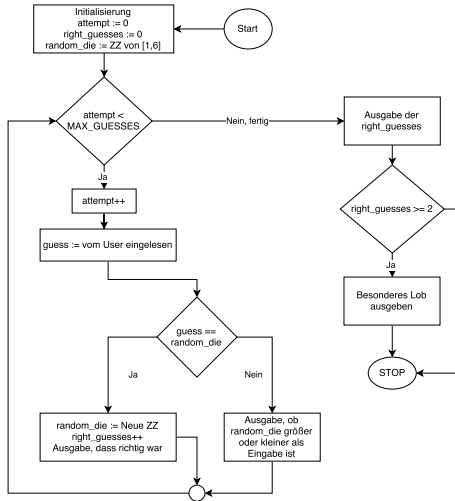 Initialisierung
attempt := 0
right_guesses := 0
random_die := ZZ von [1,6]
Start
attempt <
MAX_GUESSES
Nein, fertig
Ausgabe der
right_guesses
Ja
attempt++
right_guesses >= 2
guess := vom User eingelesen
Ja
Besonderes Lob
ausgeben
guess ==
random_die
STOP
Ja
Nein
random_die := Neue ZZ
right_guesses++
Ausgabe, dass richtig war
Ausgabe, ob
random_die größer
oder kleiner als
Eingabe ist